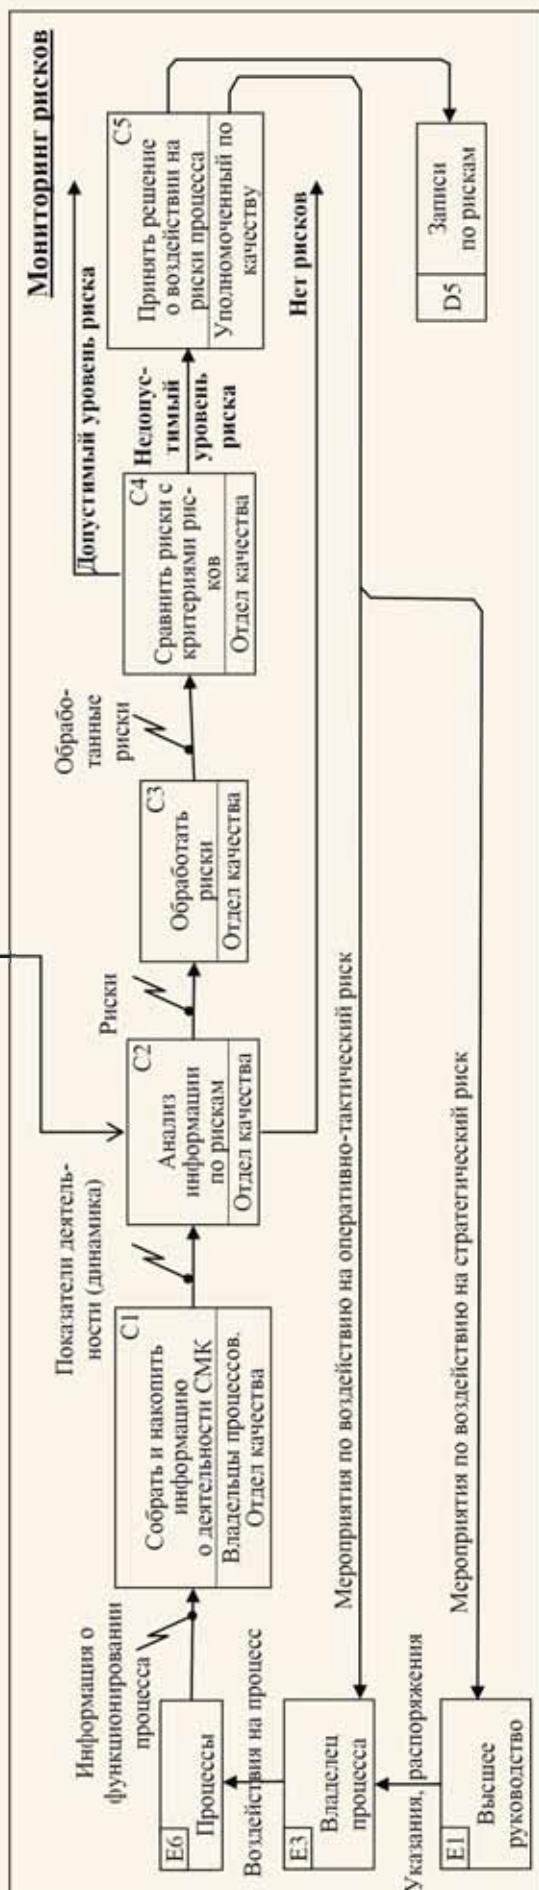 Мониторинг рисков
Допустимый уровень риска
C5
Принять решение
о воздействии на
риски процесса
Уполномоченный по
качеству
Недопус-
тимый
уровень
риска
C4
Сравнить риски с
критериями рис-
ков
Отдел качества
Обрабо-
танные
риски
C3
Обработать
риски
Отдел качества
Риски
C2
Анализ
информации
по рискам
Отдел качества
Показатели деятель-
ности (динамика)
C1
Собрать и накопить
информацию
о деятельности СМК
Владельцы процессов.
Отдел качества
Информация о
функционировании
процесса
E6
Процессы
Воздействия на процесс
E3
Владелец
процесса
Указания, распоряжения
E1
Высшее
руководство
Нет рисков
D5
Записи
по рискам
Мероприятия по воздействию на оперативно-тактический риск
Мероприятия по воздействию на стратегический риск